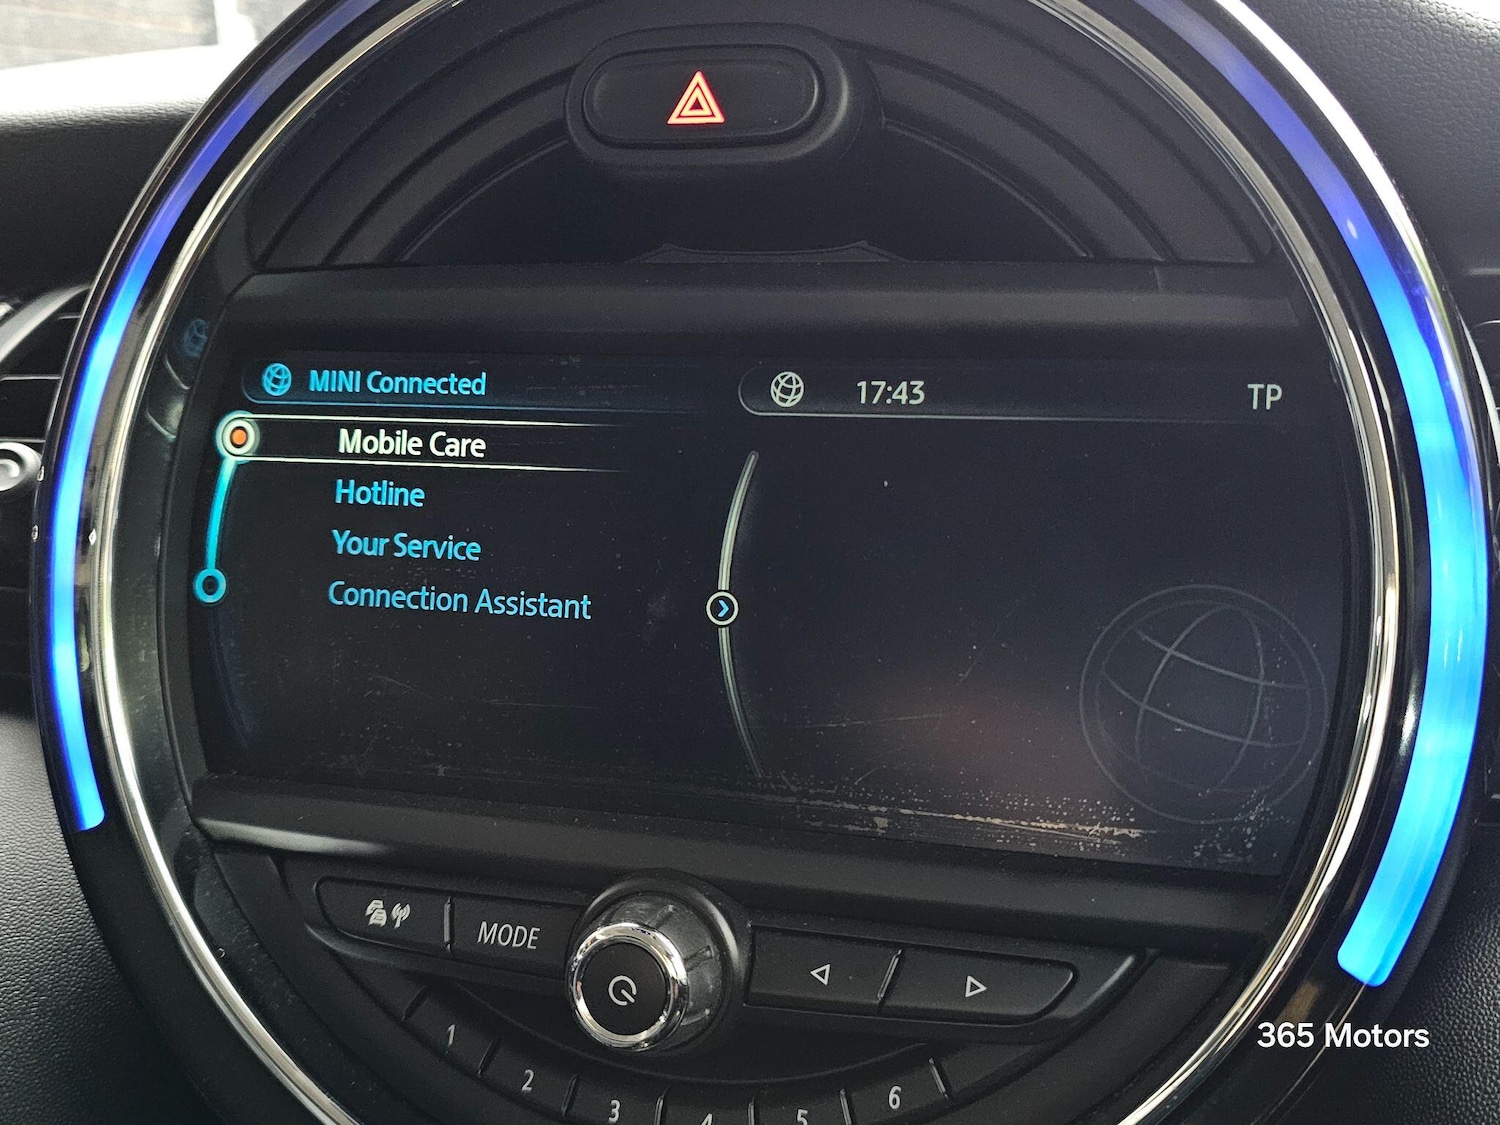 MINI Connected
17:43
TP
Mobile Care
Hotline
Your Service
Connection Assistant
MODE
1
2
3
4
5
6
365 Motors